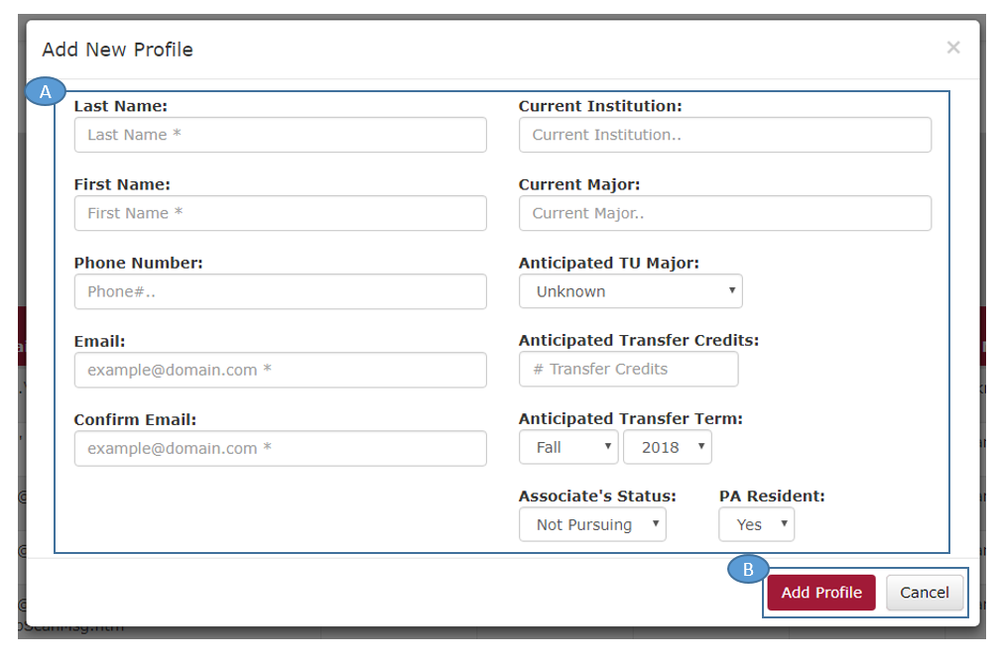 Add New Profile ×
A
Last Name:
Last Name *
First Name:
First Name *
Phone Number:
Phone#..
Email:
example@domain.com *
Confirm Email:
example@domain.com *
Current Institution:
Current Institution..
Current Major:
Current Major..
Anticipated TU Major:
Unknown
Anticipated Transfer Credits:
# Transfer Credits
Anticipated Transfer Term:
Fall 2018
Associate's Status: PA Resident:
Not Pursuing Yes
B
Add Profile Cancel